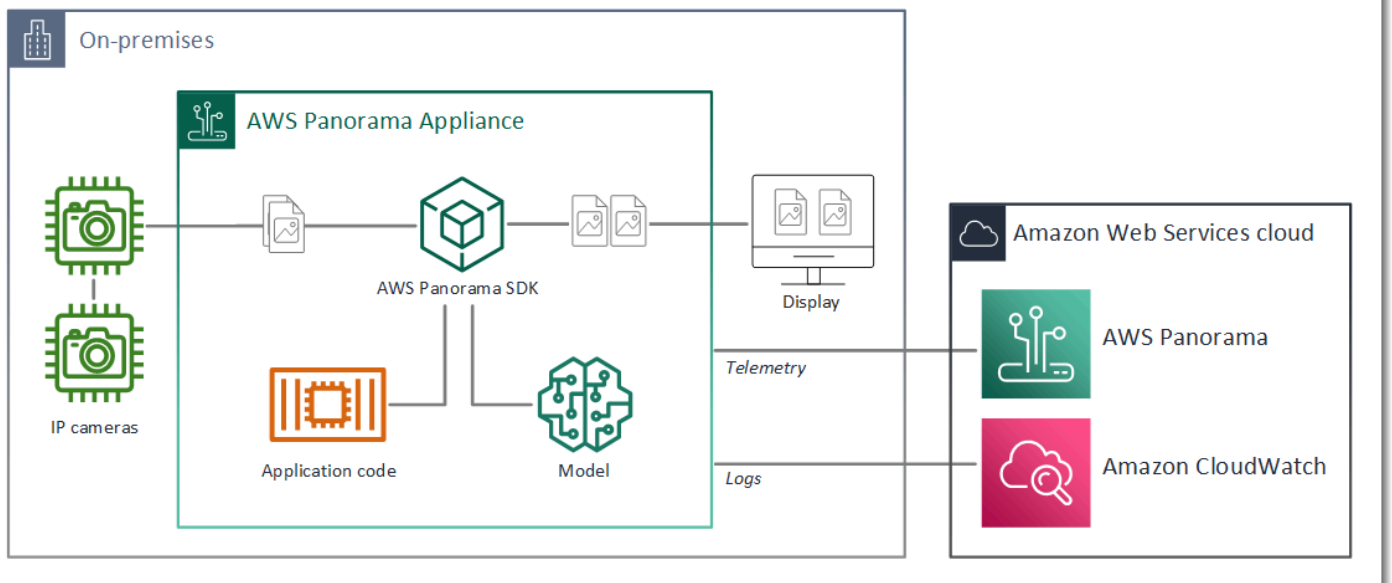 On-premises
AWS Panorama Appliance
AWS Panorama SDK
Display
IP cameras
Application code
Model
Telemetry
Logs
Amazon Web Services cloud
AWS Panorama
Amazon CloudWatch